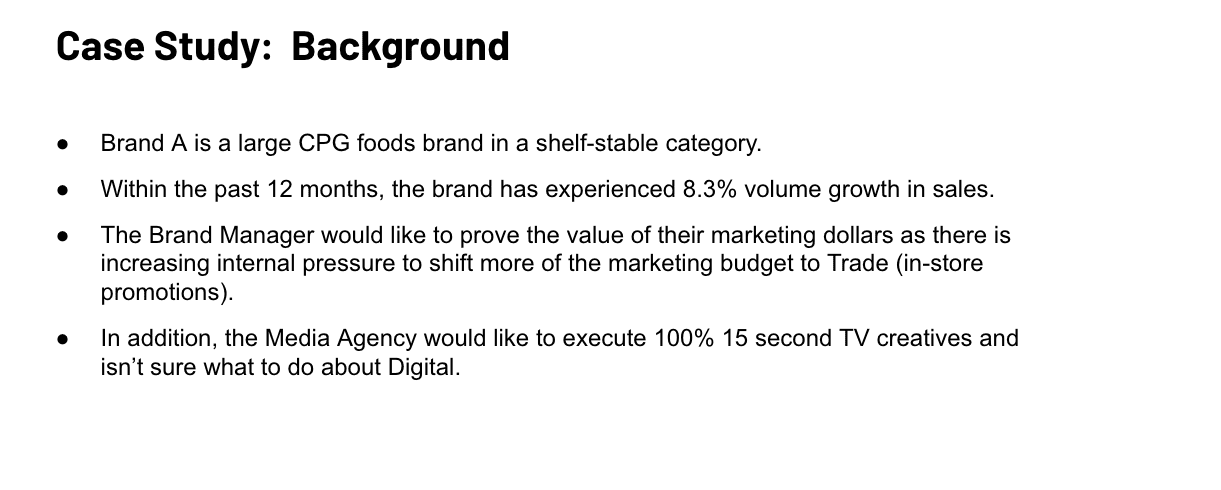 Case Study:  Background
● Brand A is a large CPG foods brand in a shelf-stable category.
● Within the past 12 months, the brand has experienced 8.3% volume growth in sales.
● The Brand Manager would like to prove the value of their marketing dollars as there is
increasing internal pressure to shift more of the marketing budget to Trade (in-store
promotions).
● In addition, the Media Agency would like to execute 100% 15 second TV creatives and
isn’t sure what to do about Digital.